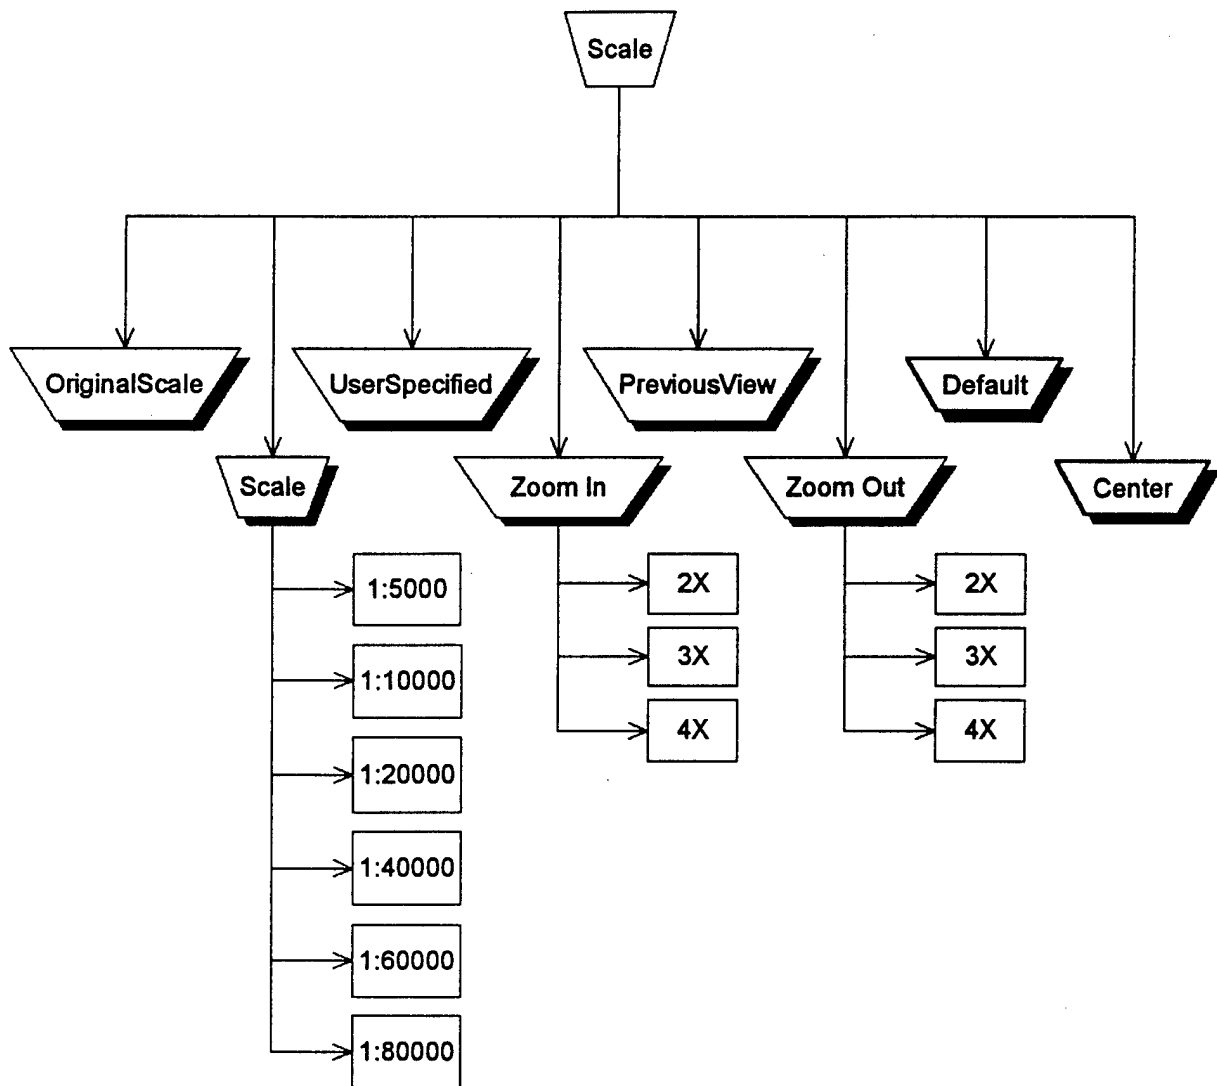 Scale
OriginalScale
UserSpecified
PreviousView
Default
Scale
Zoom In
Zoom Out
Center
1:5000
1:10000
1:20000
1:40000
1:60000
1:80000
2X
3X
4X
2X
3X
4X